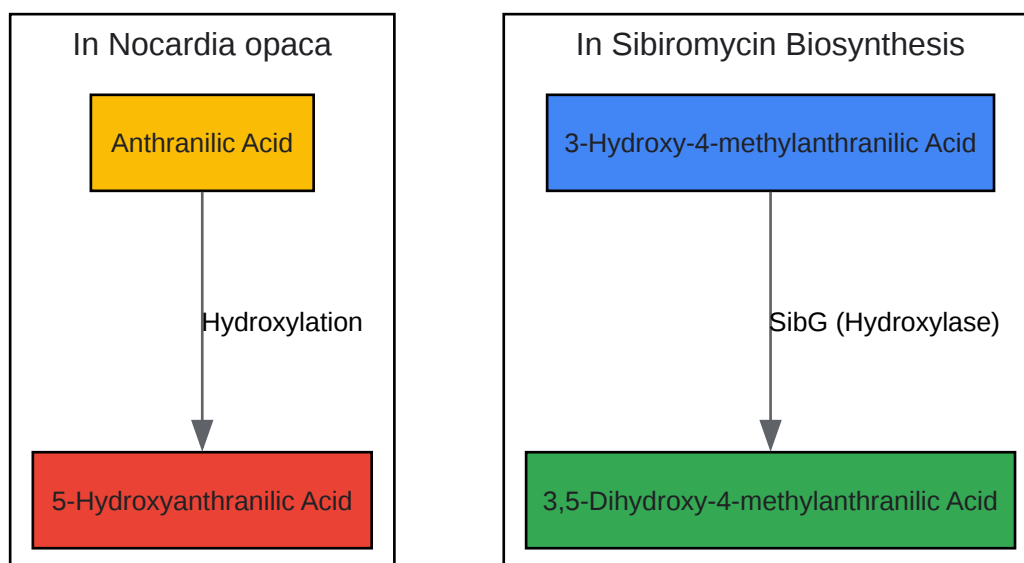 In Nocardia opaca
Anthranilic Acid
Hydroxylation
5-Hydroxyanthranilic Acid
In Sibiromycin Biosynthesis
3-Hydroxy-4-methylanthranilic Acid
SibG (Hydroxylase)
3,5-Dihydroxy-4-methylanthranilic Acid